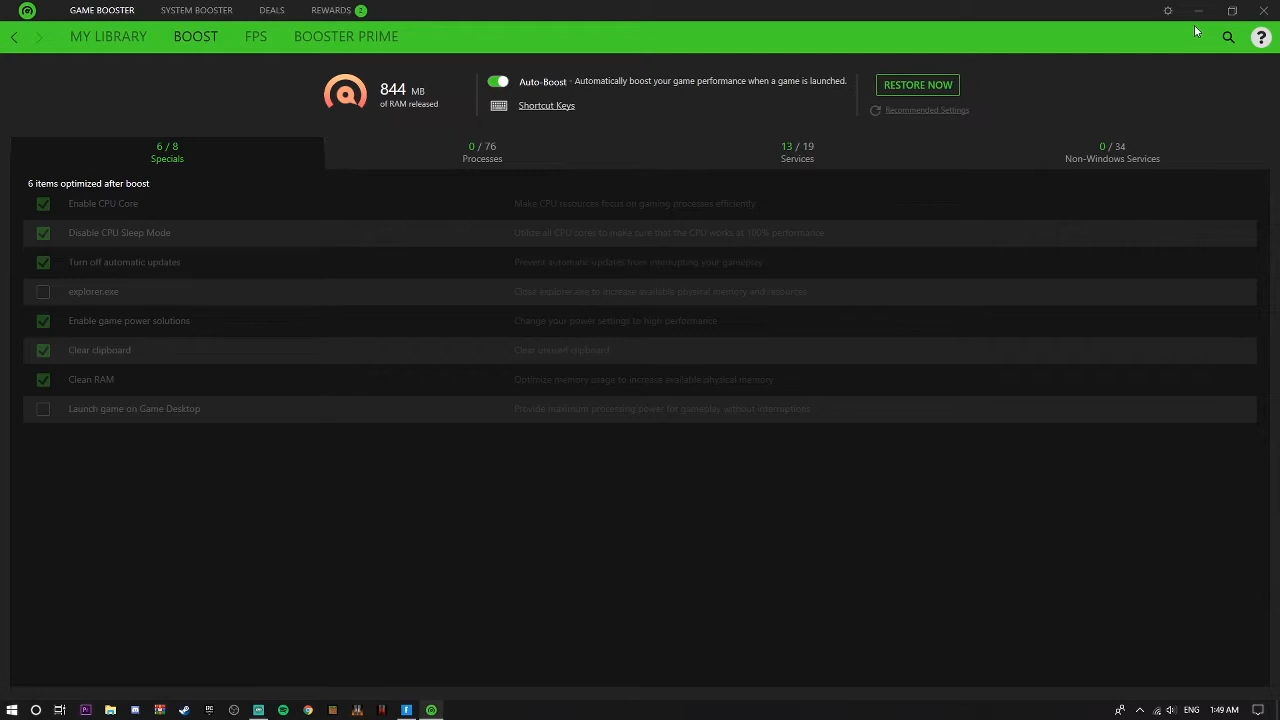 GAME BOOSTER SYSTEM BOOSTER DEALS REWARDS 2
MY LIBRARY BOOST FPS BOOSTER PRIME ?
844 MB
of RAM released
Auto-Boost - Automatically boost your game performance when a game is launched.
Shortcut Keys
RESTORE NOW
Recommended Settings
6 / 8
Specials
0 / 76
Processes
13 / 19
Services
0 / 34
Non-Windows Services
6 items optimized after boost
Enable CPU Core Make CPU resources focus on gaming processes efficiently
Disable CPU Sleep Mode Utilize all CPU cores to make sure that the CPU works at 100% performance
Turn off automatic updates Prevent automatic updates from interrupting your gameplay
explorer.exe Close explorer.exe to increase available physical memory and resources
Enable game power solutions Change your power settings to high performance
Clear clipboard Clear unused clipboard
Clean RAM Optimize memory usage to increase available physical memory
Launch game on Game Desktop Provide maximum processing power for gameplay without interruptions
ENG 1:49 AM